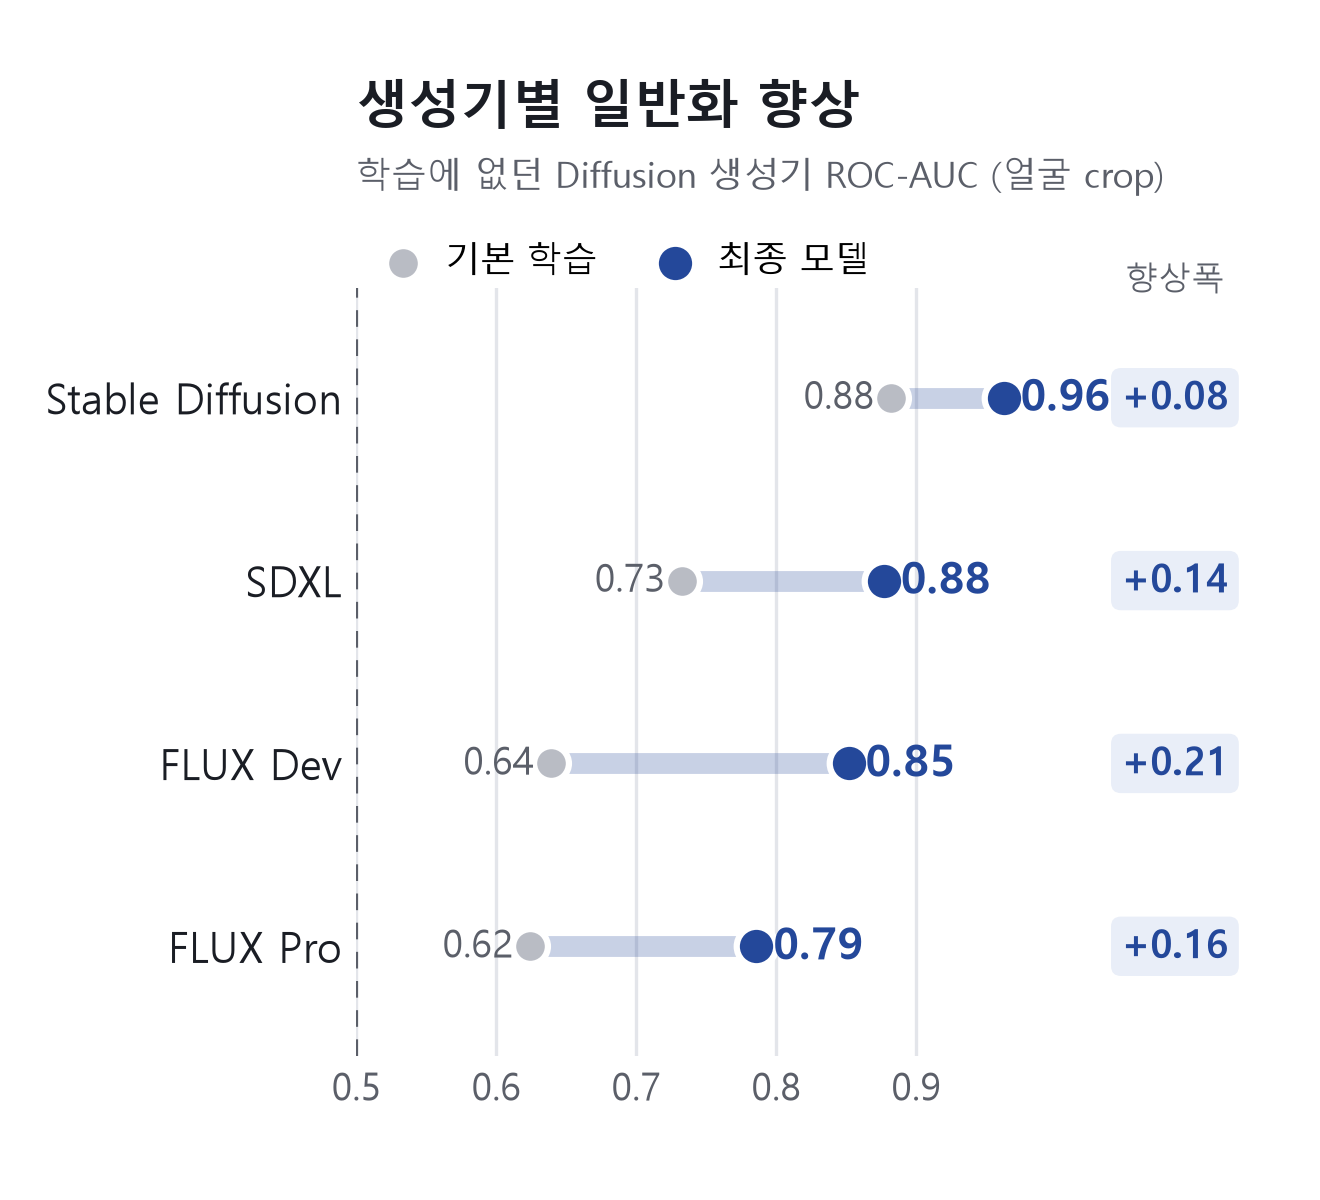 생성기별 일반화 향상
학습에 없던 Diffusion 생성기 ROC-AUC (얼굴 crop)
기본 학습 최종 모델
향상폭
Stable Diffusion 0.88 0.96 +0.08
SDXL 0.73 0.88 +0.14
FLUX Dev 0.64 0.85 +0.21
FLUX Pro 0.62 0.79 +0.16
0.5 0.6 0.7 0.8 0.9